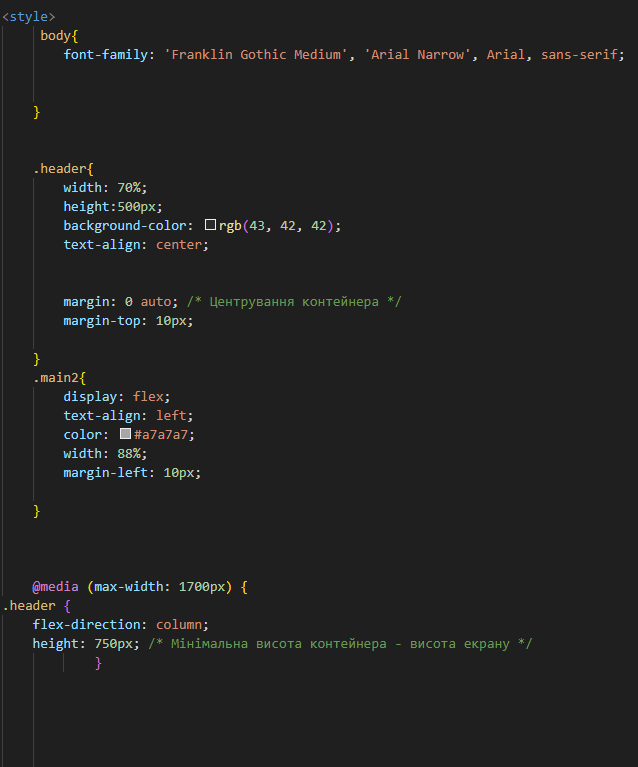 <style>
body{
font-family: 'Franklin Gothic Medium', 'Arial Narrow', Arial, sans-serif;
}
.header{
width: 70%;
height:500px;
background-color: rgb(43, 42, 42);
text-align: center;
margin: 0 auto; /* Центрування контейнера */
margin-top: 10px;
}
.main2{
display: flex;
text-align: left;
color: #a7a7a7;
width: 88%;
margin-left: 10px;
}
@media (max-width: 1700px) {
.header {
flex-direction: column;
height: 750px; /* Мінімальна висота контейнера - висота екрану */
}